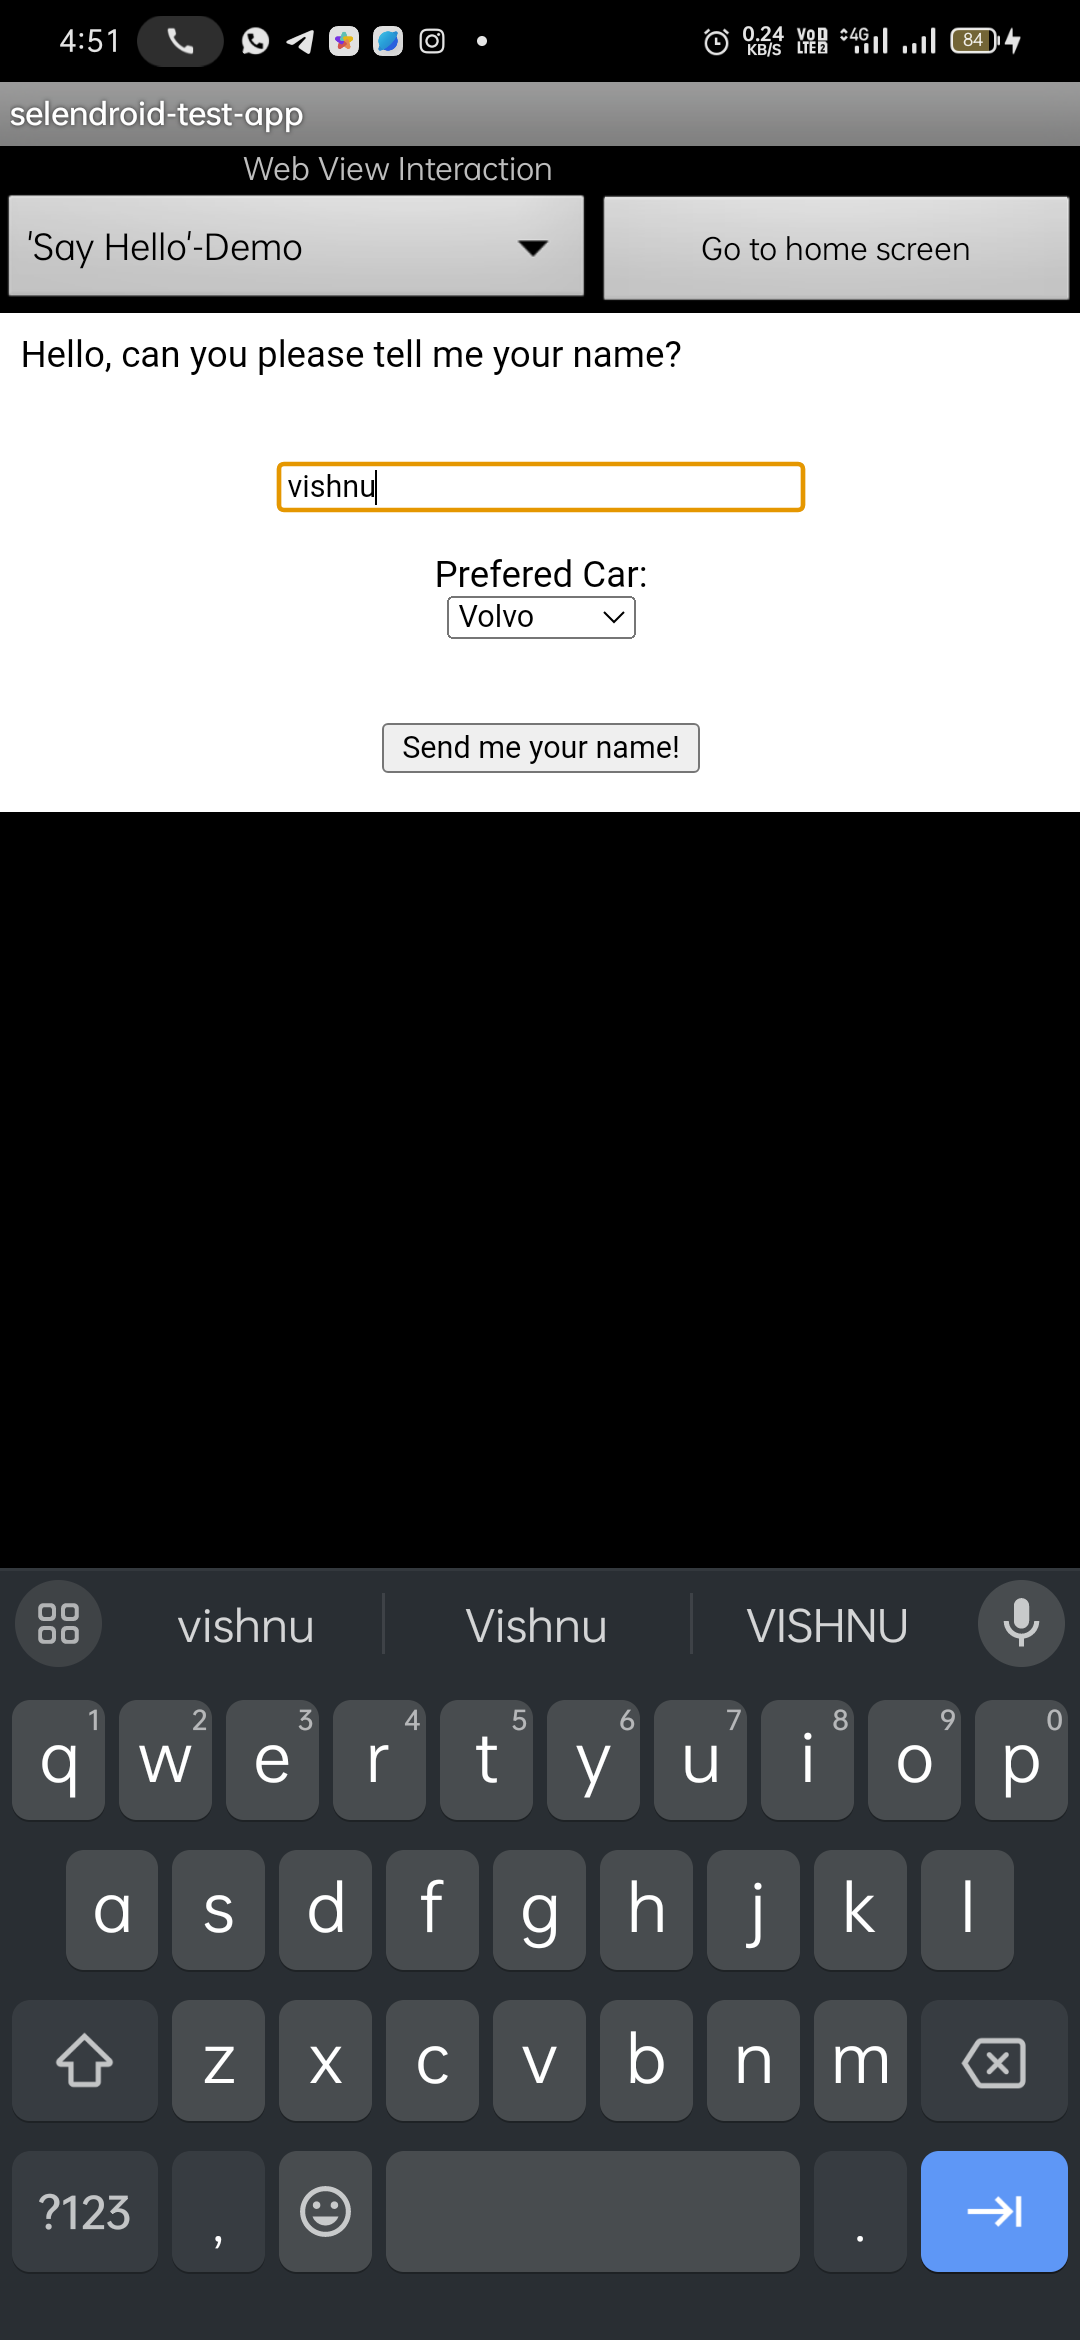 4:51 0.24 KB/S VoD LTE2 4G 84
selendroid-test-app
Web View Interaction
'Say Hello'-Demo Go to home screen
Hello, can you please tell me your name?
vishnu
Prefered Car:
Volvo
Send me your name!
vishnu Vishnu VISHNU
1 2 3 4 5 6 7 8 9 0
q w e r t y u i o p
a s d f g h j k l
z x c v b n m
?123 , .